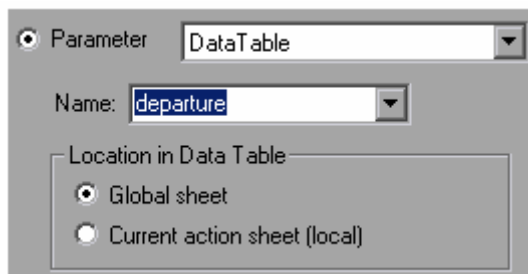 Parameter DataTable
Name: departure
Location in Data Table
Global sheet
Current action sheet (local)